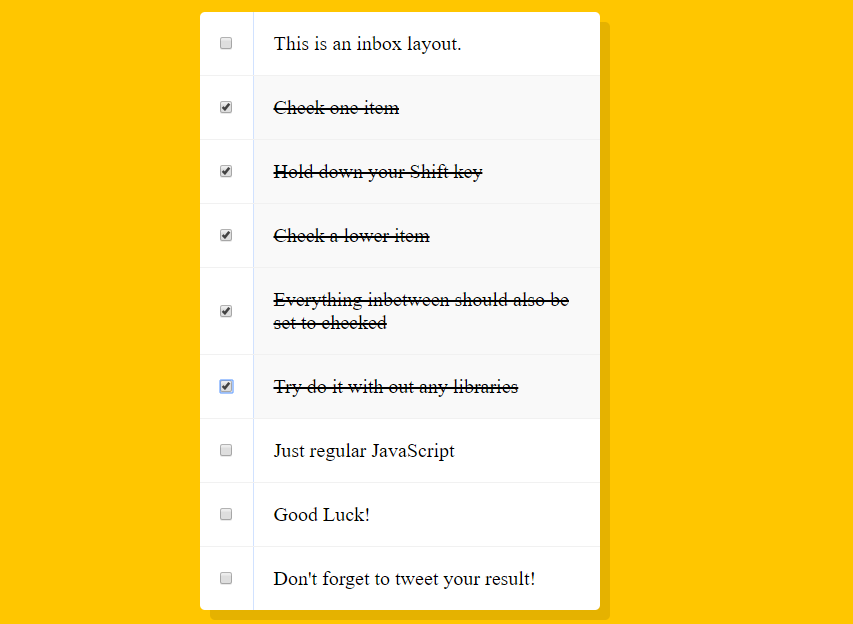 This is an inbox layout.
Check one item
Hold down your Shift key
Check a lower item
Everything inbetween should also be
set to checked
Try do it with out any libraries
Just regular JavaScript
Good Luck!
Don't forget to tweet your result!